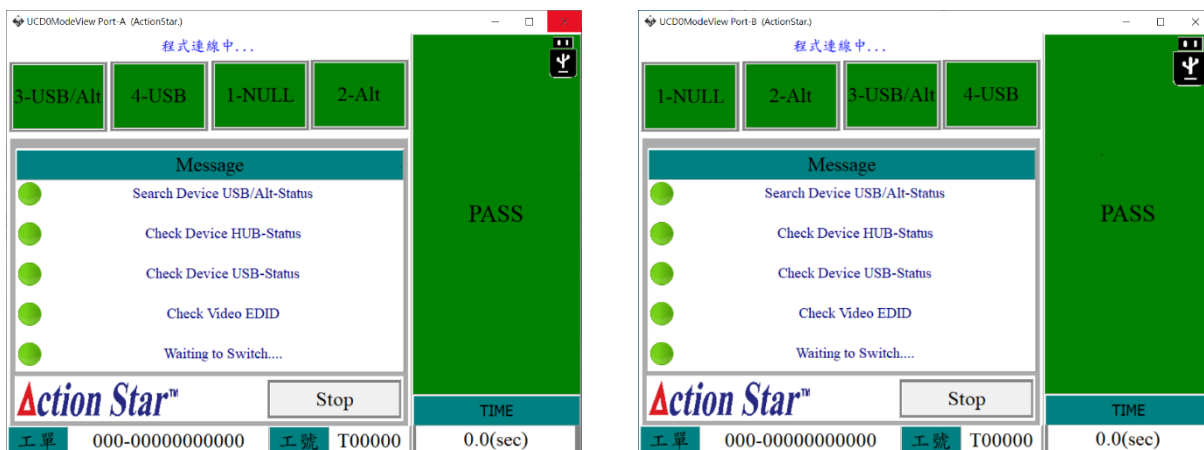 UCD0ModeView Port-A (ActionStar.)
程式連線中...
3-USB/Alt 4-USB 1-NULL 2-Alt
Message
Search Device USB/Alt-Status
Check Device HUB-Status
Check Device USB-Status
Check Video EDID
Waiting to Switch....
PASS
Action Star™
Stop
TIME
工單 000-00000000000 工號 T00000 0.0(sec)
UCD0ModeView Port-B (ActionStar.)
程式連線中...
1-NULL 2-Alt 3-USB/Alt 4-USB
Message
Search Device USB/Alt-Status
Check Device HUB-Status
Check Device USB-Status
Check Video EDID
Waiting to Switch....
PASS
Action Star™
Stop
TIME
工單 000-00000000000 工號 T00000 0.0(sec)